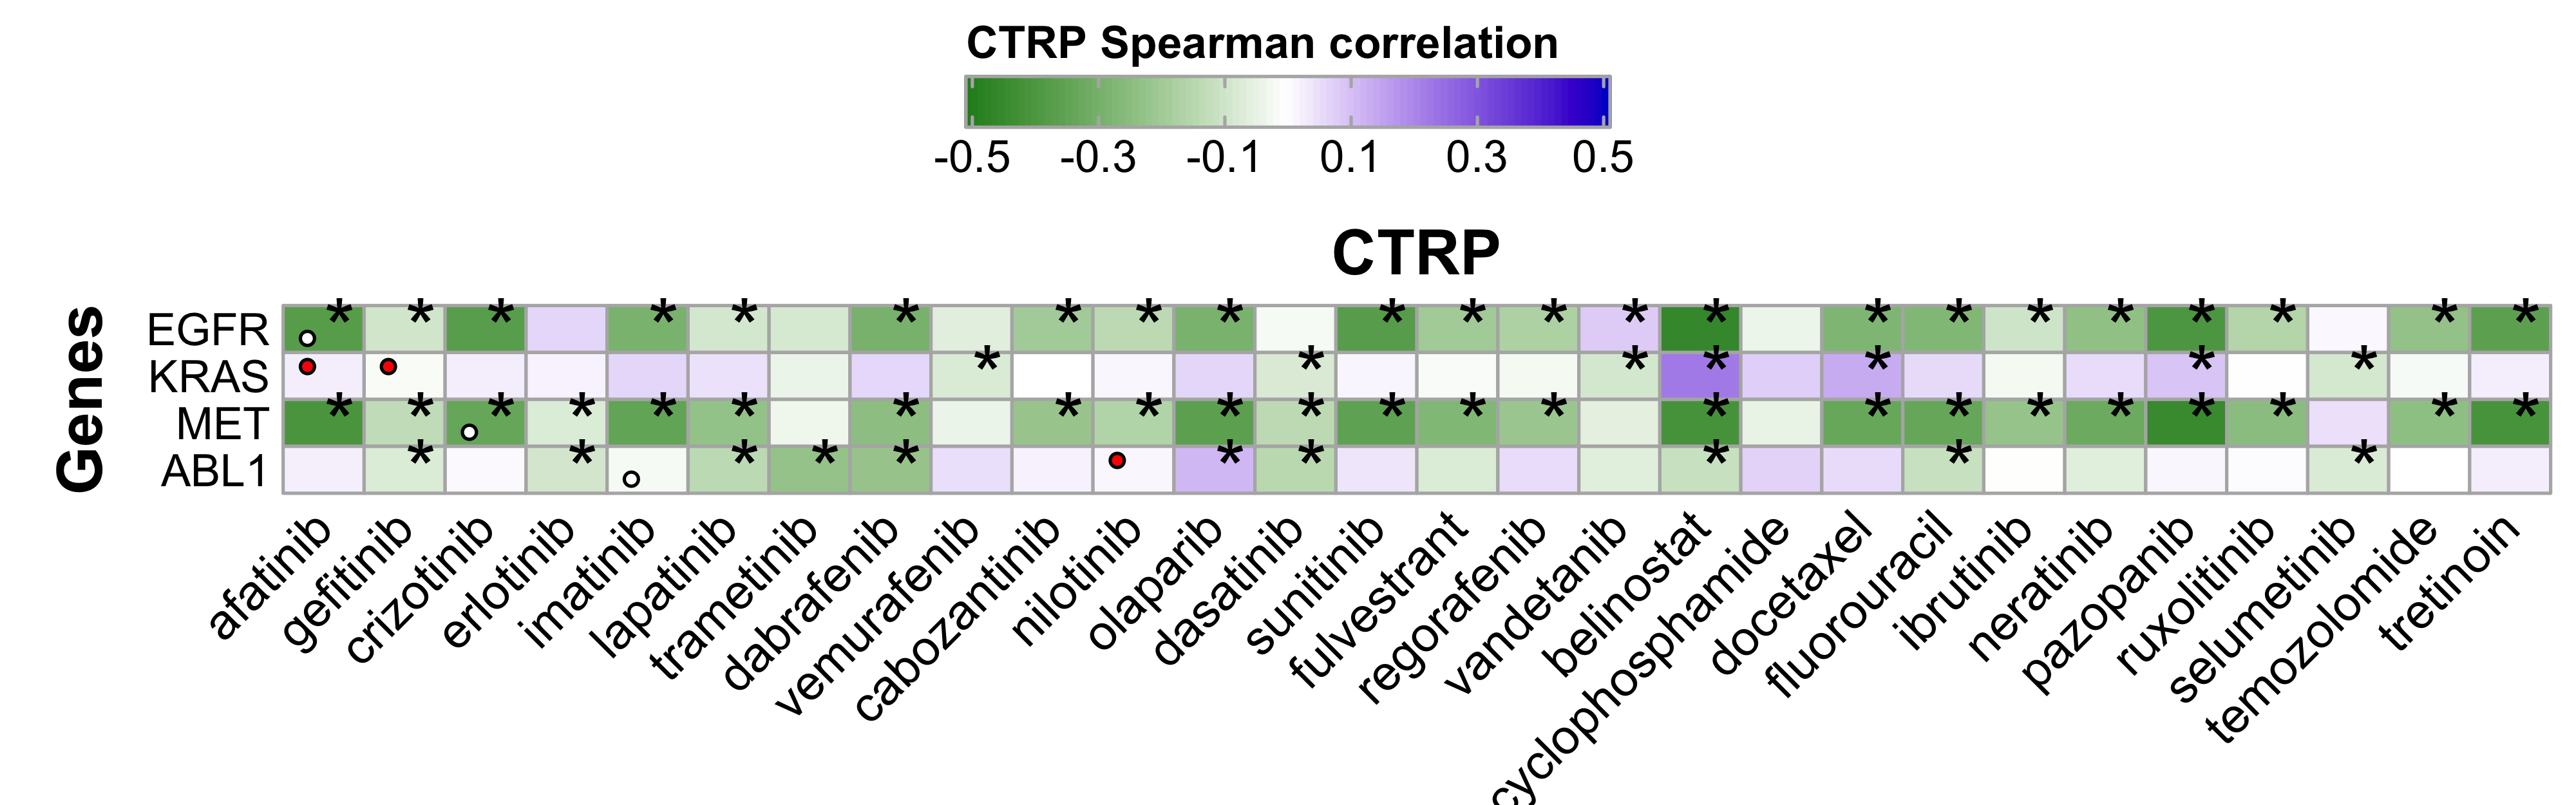 CTRP Spearman correlation
-0.5 -0.3 -0.1 0.1 0.3 0.5
CTRP
Genes
EGFR * * * * * * * * * * * * * * * * * * * * * * *
KRAS * * * * * * *
MET * * * * * * * * * * * * * * * * * * * * * * *
ABL1 * * * * * * * * * *
afatinib gefitinib crizotinib erlotinib imatinib lapatinib trametinib dabrafenib vemurafenib cabozantinib nilotinib olaparib dasatinib sunitinib fulvestrant regorafenib vandetanib belinostat cyclophosphamide docetaxel fluorouracil ibrutinib neratinib pazopanib ruxolitinib selumetinib temozolomide tretinoin